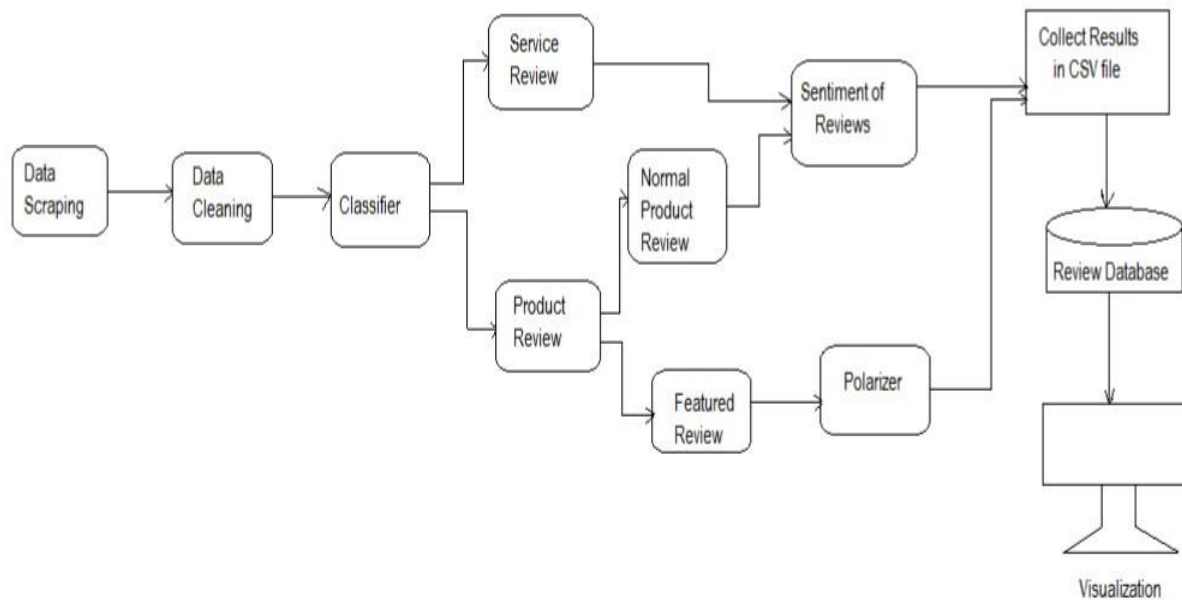 Data
Scraping
Data
Cleaning
Classifier
Service
Review
Product
Review
Normal
Product
Review
Featured
Review
Sentiment of
Reviews
Polarizer
Collect Results
in CSV file
Review Database
Visualization